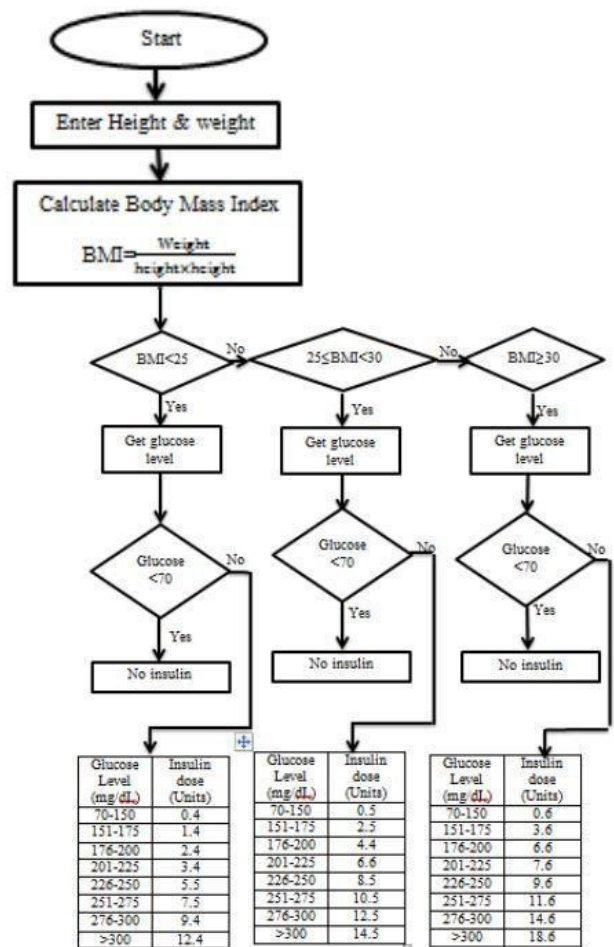 Start
Enter Height & weight
Calculate Body Mass Index
BMI=Weight
height×height
BMI<25
No
25≤BMI<30
No
BMI≥30
Yes
Yes
Yes
Get glucose
level
Get glucose
level
Get glucose
level
Glucose
<70
No
Glucose
<70
No
Glucose
<70
No
Yes
Yes
Yes
No insulin
No insulin
No insulin
Glucose Insulin
Level dose
(mg/dL) (Units)
70-150 0.4
151-175 1.4
176-200 2.4
201-225 3.4
226-250 5.5
251-275 7.5
276-300 9.4
>300 12.4
Glucose Insulin
Level dose
(mg/dL) (Units)
70-150 0.5
151-175 2.5
176-200 4.4
201-225 6.6
226-250 8.5
251-275 10.5
276-300 12.5
>300 14.5
Glucose Insulin
Level dose
(mg/dL) (Units)
70-150 0.6
151-175 3.6
176-200 6.6
201-225 7.6
226-250 9.6
251-275 11.6
276-300 14.6
>300 18.6